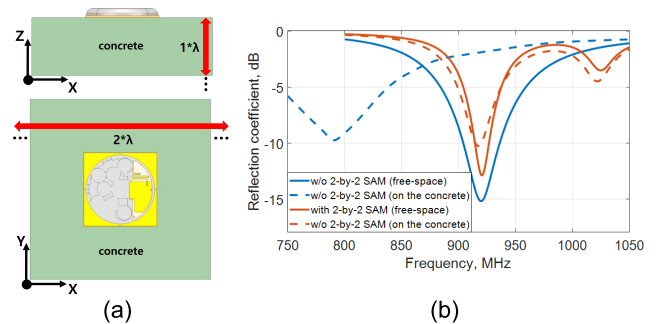 Z
X
concrete
1*λ
2*λ
concrete
Y
X
(a)
Reflection coefficient, dB
0
-5
-10
-15
w/o 2-by-2 SAM (free-space)
w/o 2-by-2 SAM (on the concrete)
with 2-by-2 SAM (free-space)
w/o 2-by-2 SAM (on the concrete)
750 800 850 900 950 1000 1050
Frequency, MHz
(b)